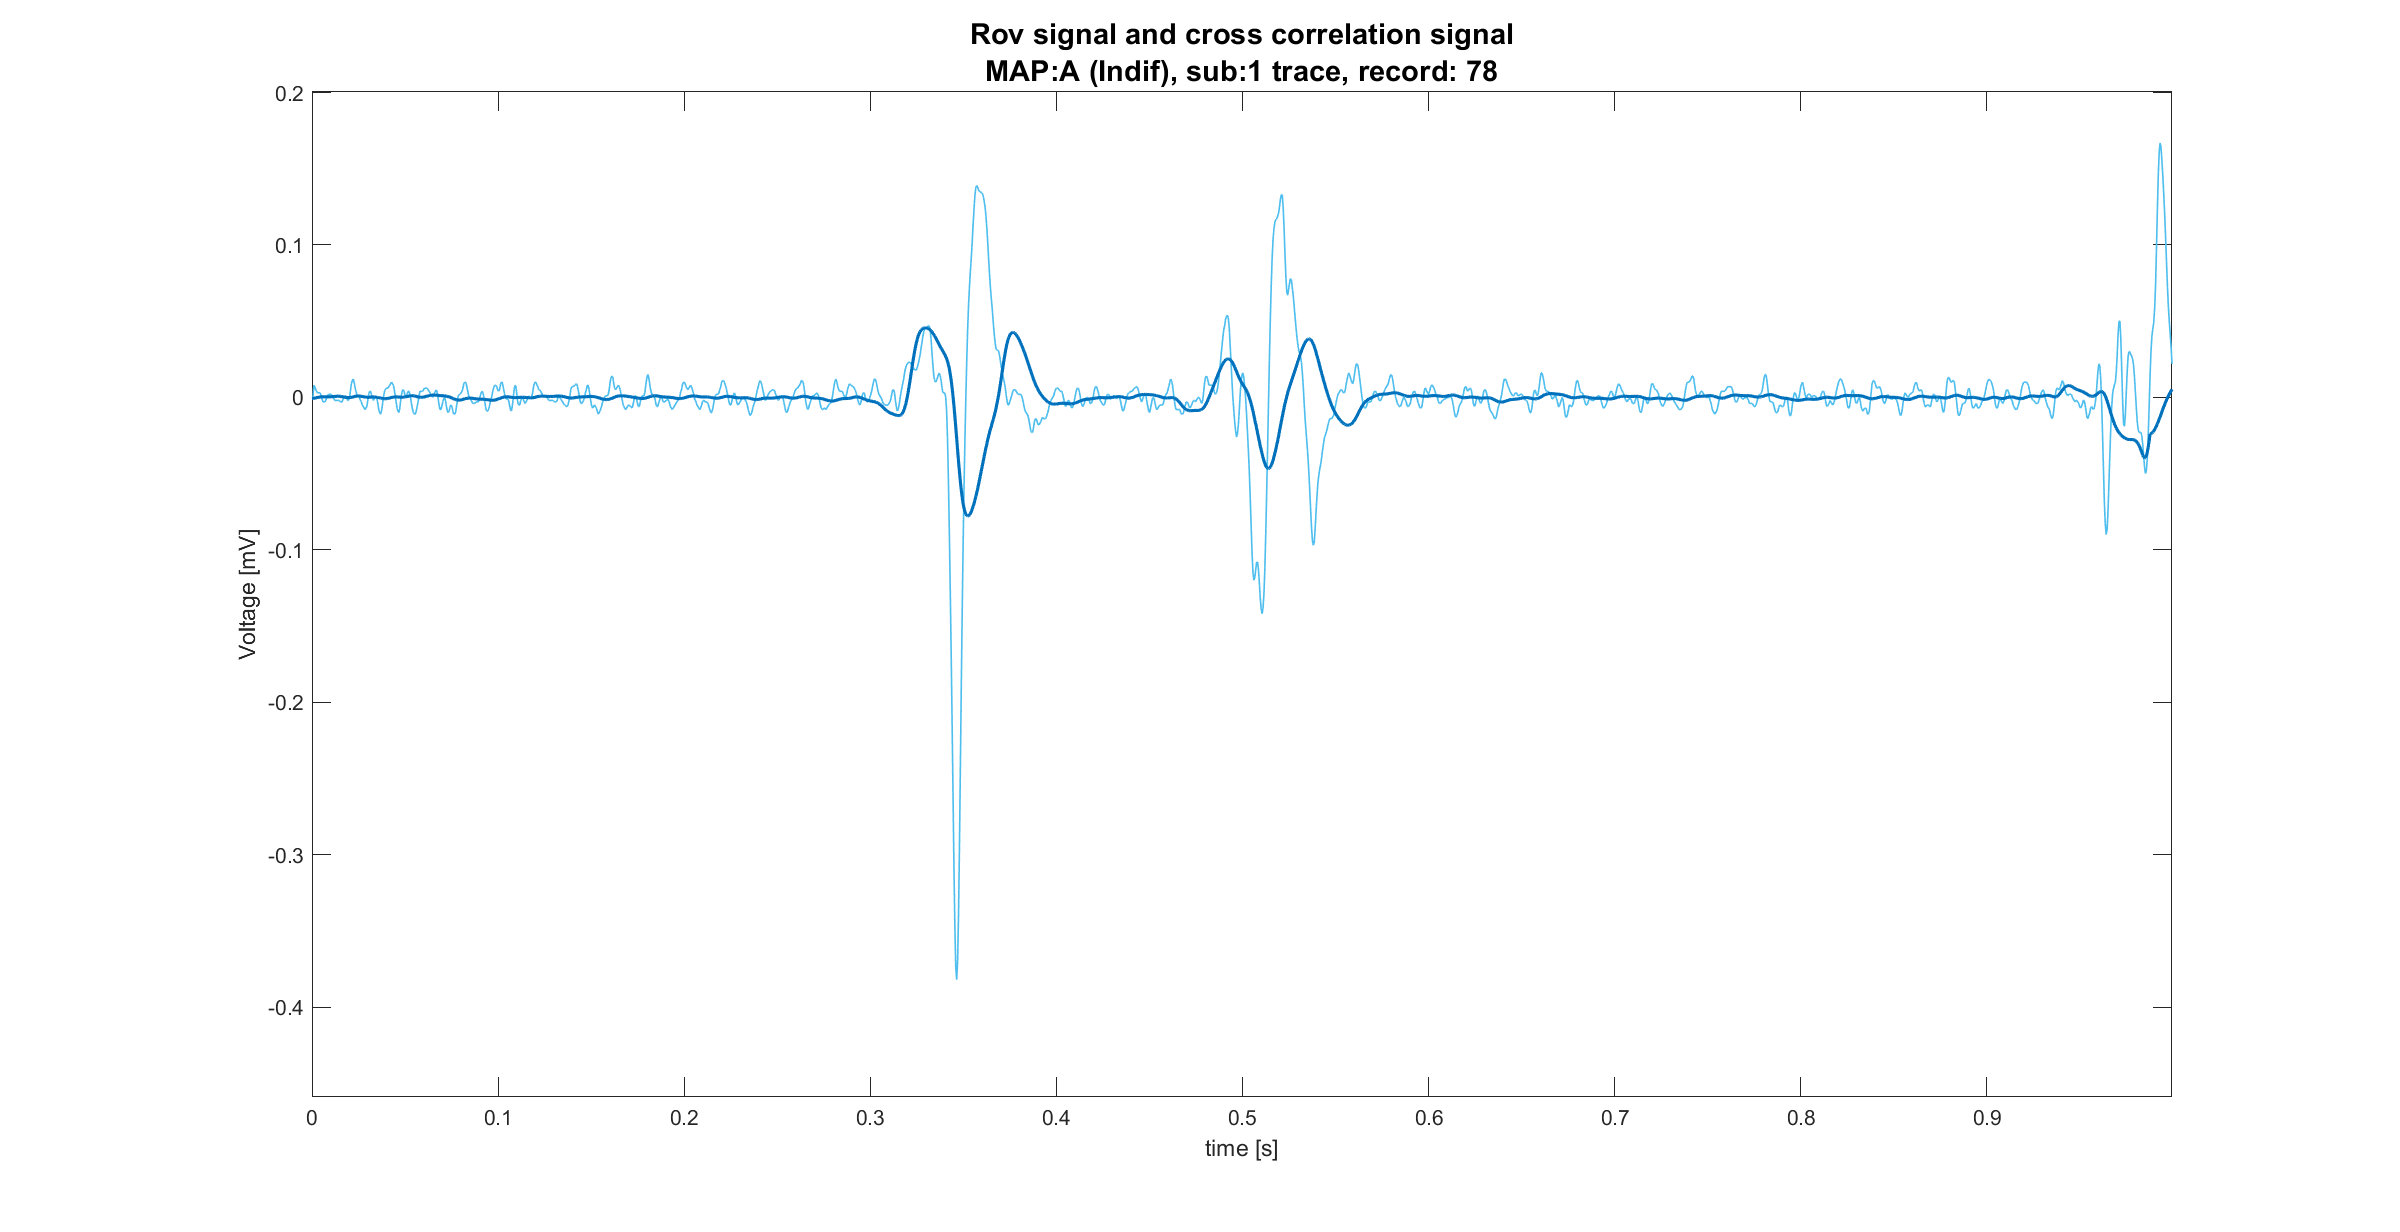 Rov signal and cross correlation signal
MAP:A (Indif), sub:1 trace, record: 78
0.2
0.1
0
-0.1
-0.2
-0.3
-0.4
Voltage [mV]
0 0.1 0.2 0.3 0.4 0.5 0.6 0.7 0.8 0.9
time [s]